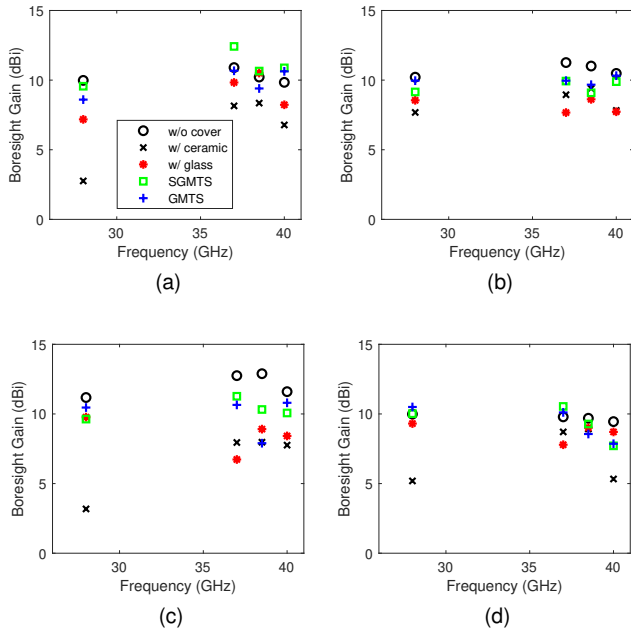 15
10
5
0
Boresight Gain (dBi)
30 35 40
Frequency (GHz)
w/o cover
w/ ceramic
w/ glass
SGMTS
GMTS
(a)
15
10
5
0
Boresight Gain (dBi)
30 35 40
Frequency (GHz)
(b)
15
10
5
0
Boresight Gain (dBi)
30 35 40
Frequency (GHz)
(c)
15
10
5
0
Boresight Gain (dBi)
30 35 40
Frequency (GHz)
(d)